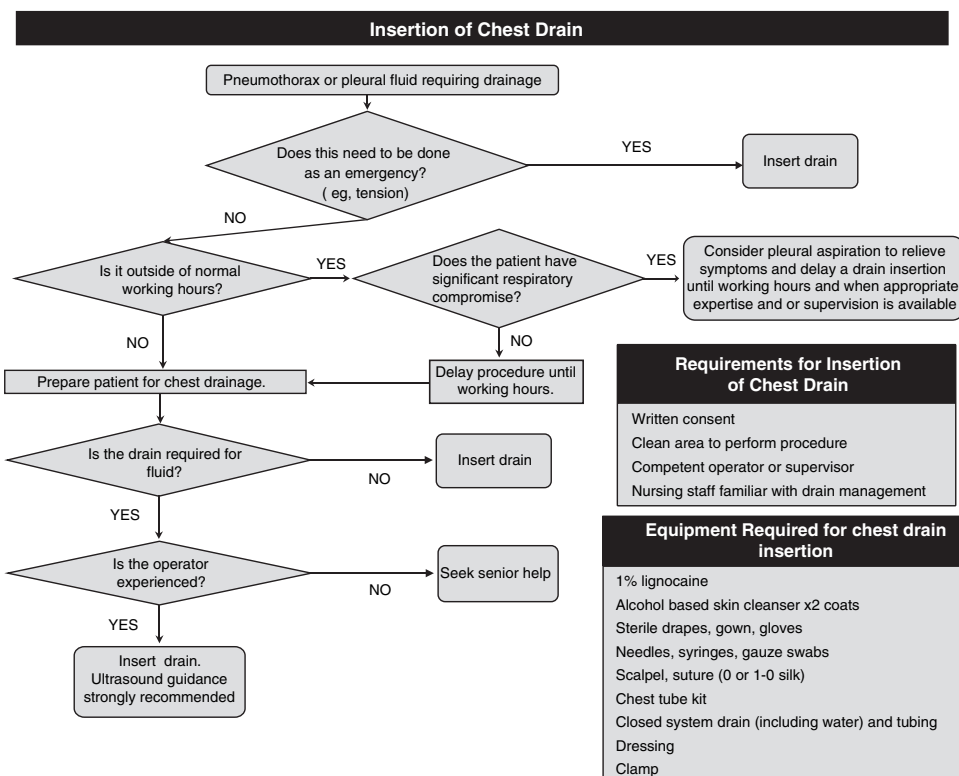 Insertion of Chest Drain
Pneumothorax or pleural fluid requiring drainage
Does this need to be done
as an emergency?
( eg, tension)
YES
Insert drain
NO
Is it outside of normal
working hours?
YES
Does the patient have
significant respiratory
compromise?
YES
Consider pleural aspiration to relieve
symptoms and delay a drain insertion
until working hours and when appropriate
expertise and or supervision is available
NO
NO
Prepare patient for chest drainage.
Delay procedure until
working hours.
Is the drain required for
fluid?
NO
Insert drain
YES
Is the operator
experienced?
NO
Seek senior help
YES
Insert drain.
Ultrasound guidance
strongly recommended
Requirements for Insertion
of Chest Drain
Written consent
Clean area to perform procedure
Competent operator or supervisor
Nursing staff familiar with drain management
Equipment Required for chest drain
insertion
1% lignocaine
Alcohol based skin cleanser x2 coats
Sterile drapes, gown, gloves
Needles, syringes, gauze swabs
Scalpel, suture (0 or 1-0 silk)
Chest tube kit
Closed system drain (including water) and tubing
Dressing
Clamp